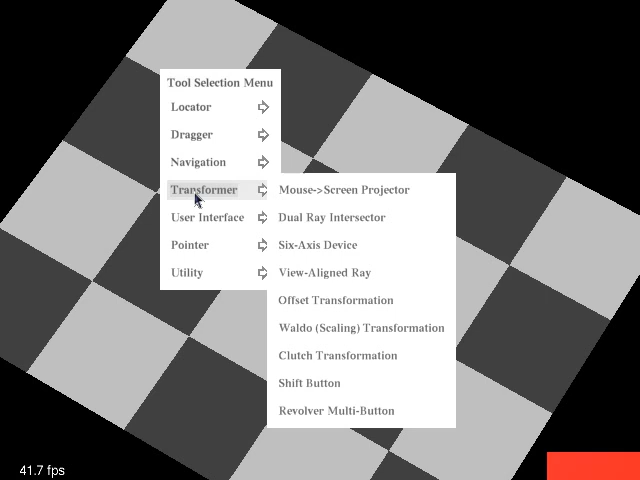 Tool Selection Menu
Locator
Dragger
Navigation
Transformer
User Interface
Pointer
Utility
Mouse->Screen Projector
Dual Ray Intersector
Six-Axis Device
View-Aligned Ray
Offset Transformation
Waldo (Scaling) Transformation
Clutch Transformation
Shift Button
Revolver Multi-Button
41.7 fps